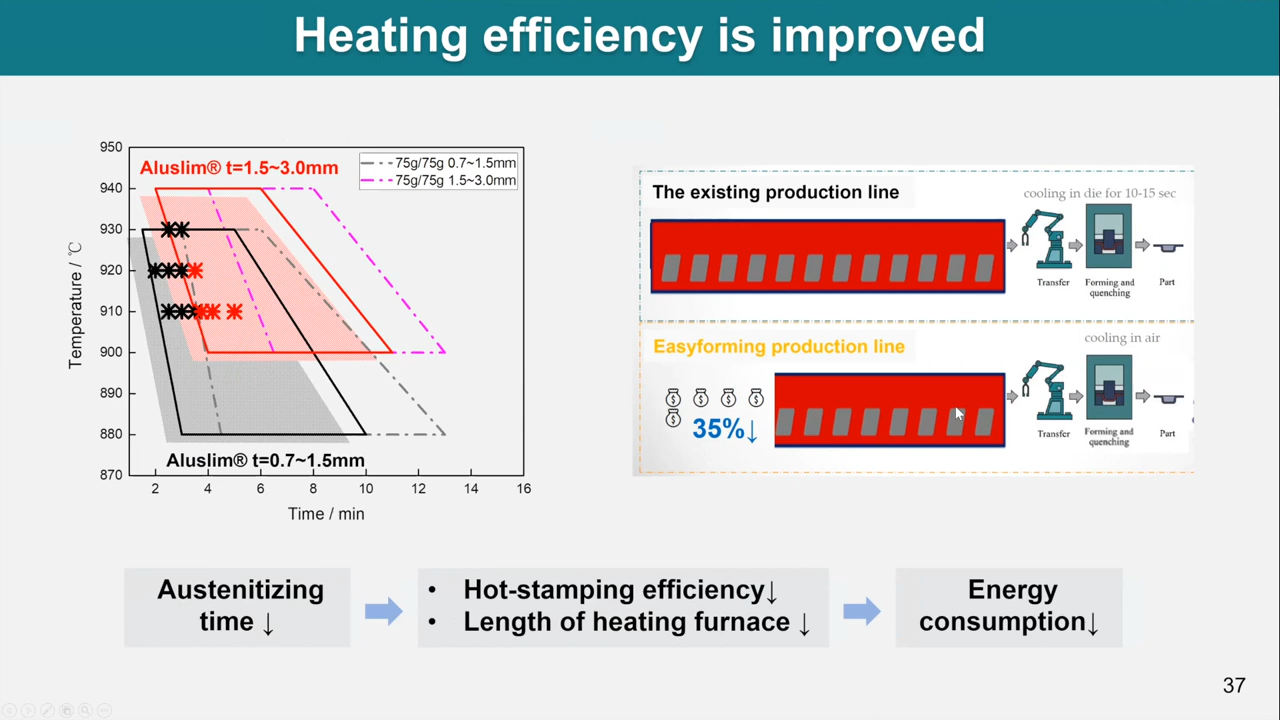 Heating efficiency is improved
Aluslim® t=1.5~3.0mm
75g/75g 0.7~1.5mm
75g/75g 1.5~3.0mm
950
940
930
920
910
900
890
880
870
Temperature / ℃
Aluslim® t=0.7~1.5mm
2
4
6
8
10
12
14
16
Time / min
The existing production line
cooling in die for 10-15 sec
Transfer
Forming and
quenching
Part
Easyforming production line
cooling in air
$ $ $ $
$
35%↓
Transfer
Forming and
quenching
Part
Austenitizing
time ↓
• Hot-stamping efficiency↓
• Length of heating furnace ↓
Energy
consumption↓
37